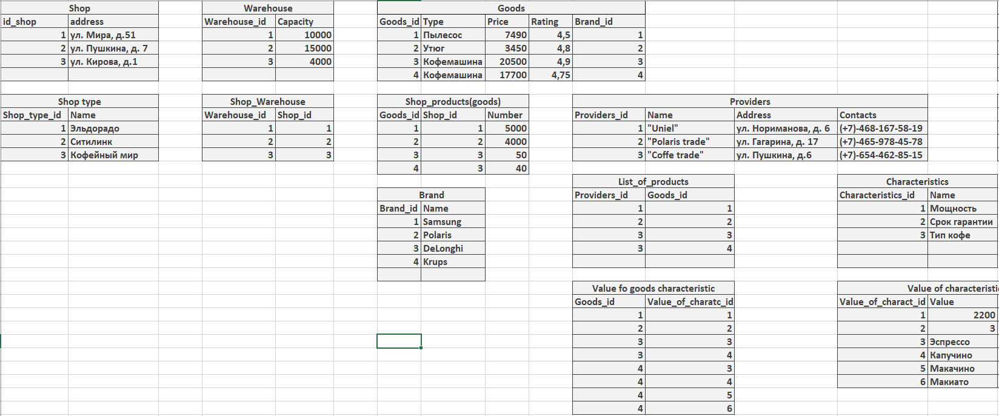 Shop Warehouse Goods
id_shop address Warehouse_id Capacity Goods_id Type Price Rating Brand_id
1 ул. Мира, д.51 1 10000 1 Пылесос 7490 4,5 1
2 ул. Пушкина, д. 7 2 15000 2 Утюг 3450 4,8 2
3 ул. Кирова, д.1 3 4000 3 Кофемашина 20500 4,9 3
4 Кофемашина 17700 4,75 4
Shop type Shop_Warehouse Shop_products(goods) Providers
Shop_type_id Name Warehouse_id Shop_id Goods_id Shop_id Number Providers_id Name Address Contacts
1 Эльдорадо 1 1 1 1 5000 1 "Uniel" ул. Нориманова, д. 6 (+7)-468-167-58-19
2 Ситилинк 2 2 2 2 4000 2 "Polaris trade" ул. Гагарина, д. 17 (+7)-465-978-45-78
3 Кофейный мир 3 3 3 3 50 3 "Coffe trade" ул. Пушкина, д.6 (+7)-654-462-85-15
4 3 40
List_of_products Characteristics
Brand Providers_id Goods_id Characteristics_id Name
Brand_id Name 1 1 1 Мощность
1 Samsung 2 2 2 Срок гарантии
2 Polaris 3 3 3 Тип кофе
3 DeLonghi 3 4
4 Krups
Value fo goods characteristic Value of characteristi
Goods_id Value_of_charatc_id Value_of_charact_id Value
1 1 1 2200
2 2 2 3
3 3 3 Эспрессо
3 4 4 Капучино
4 3 5 Макачино
4 4 6 Макиато
4 5
4 6